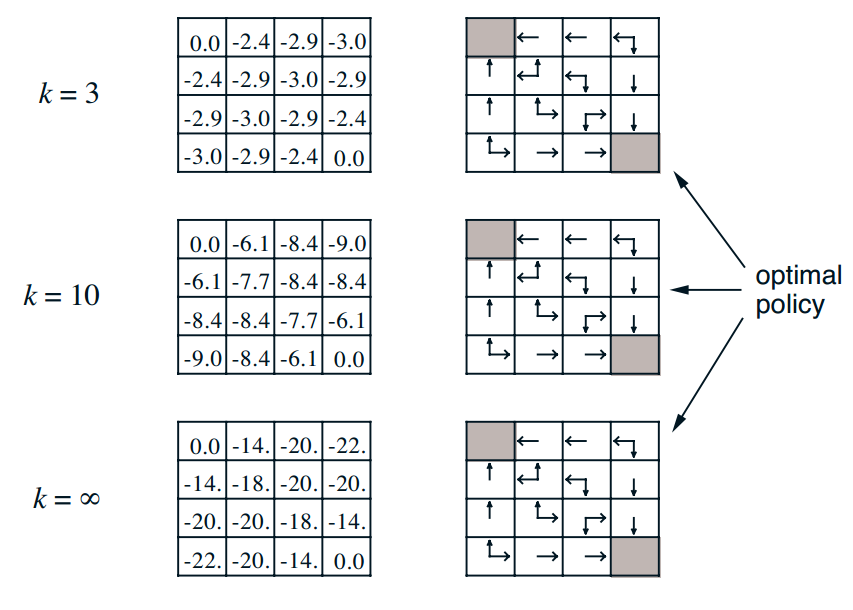 0.0 -2.4 -2.9 -3.0
-2.4 -2.9 -3.0 -2.9
k = 3
-2.9 -3.0 -2.9 -2.4
-3.0 -2.9 -2.4 0.0
0.0 -6.1 -8.4 -9.0
-6.1 -7.7 -8.4 -8.4
k = 10
-8.4 -8.4 -7.7 -6.1
-9.0 -8.4 -6.1 0.0
optimal
policy
0.0 -14. -20. -22.
-14. -18. -20. -20.
k = ∞
-20. -20. -18. -14.
-22. -20. -14. 0.0